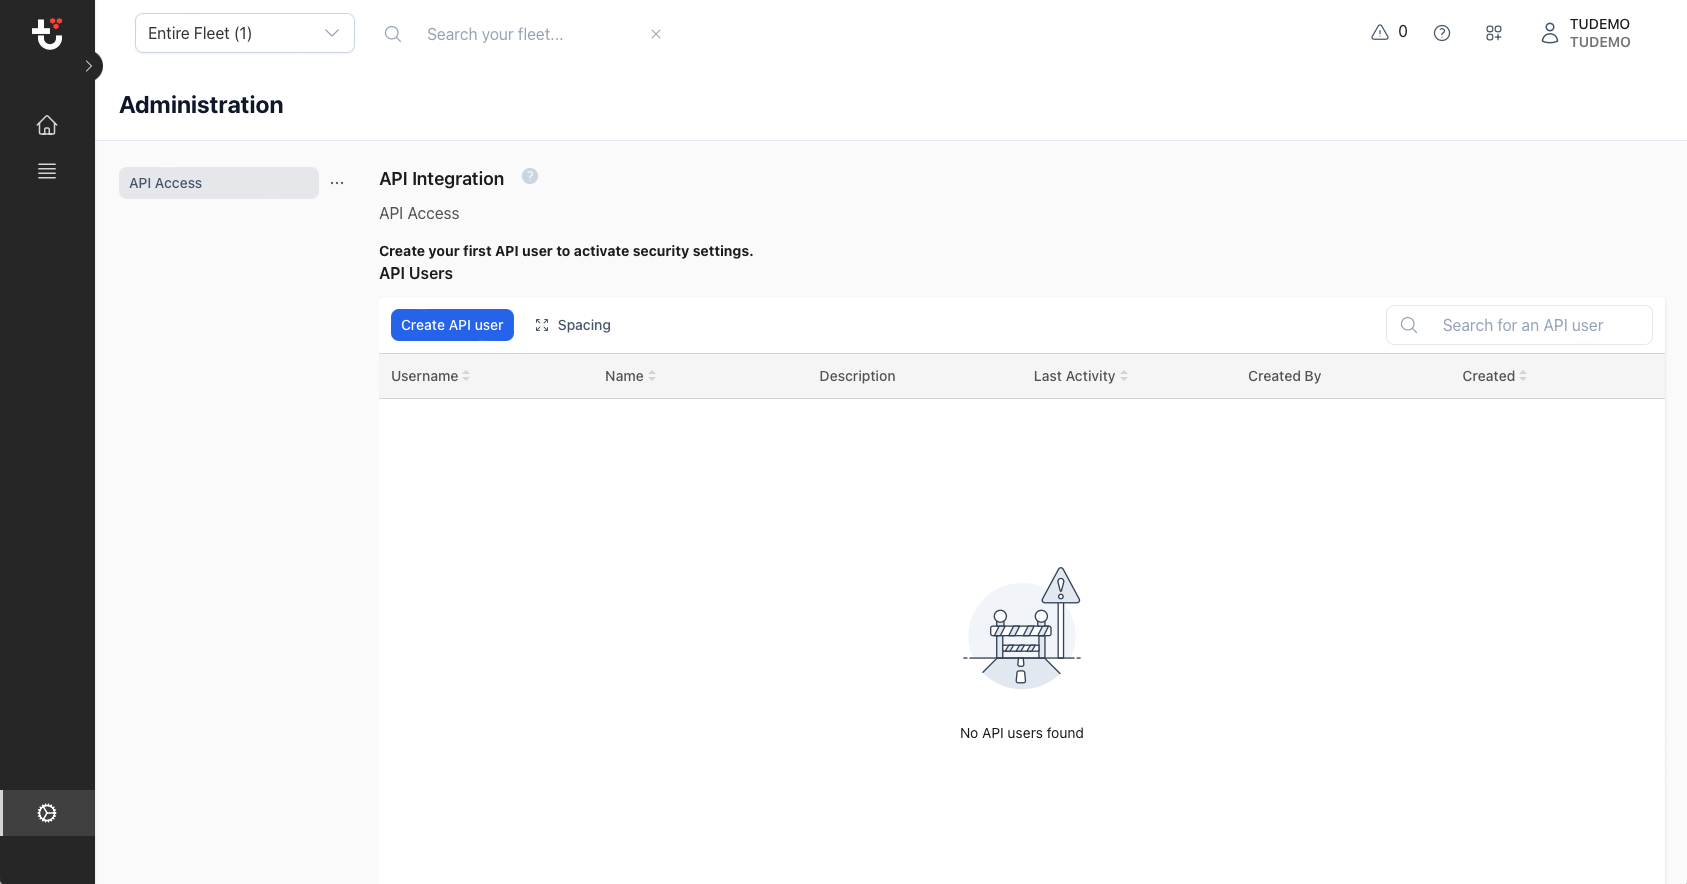 Entire Fleet (1)
Search your fleet...
0
TUDEMO
TUDEMO
Administration
API Access
API Integration
API Access
Create your first API user to activate security settings.
API Users
Create API user
Spacing
Search for an API user
Username
Name
Description
Last Activity
Created By
Created
No API users found